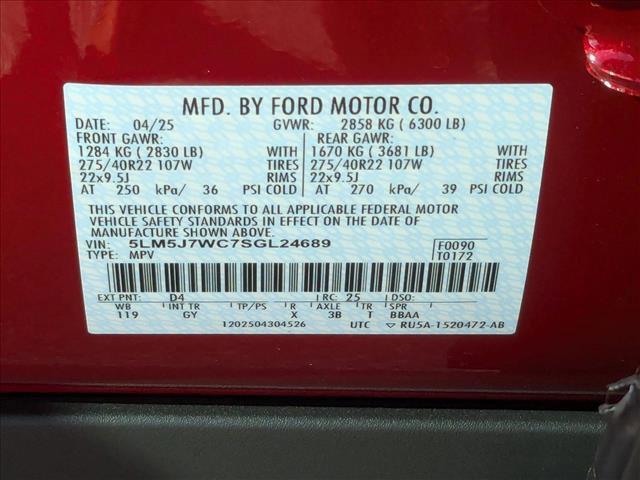 MFD. BY FORD MOTOR CO.
DATE: 04/25 GVWR: 2858 KG ( 6300 LB)
FRONT GAWR: REAR GAWR:
1284 KG ( 2830 LB) WITH 1670 KG ( 3681 LB) WITH
275/40R22 107W TIRES 275/40R22 107W TIRES
22x9.5J RIMS 22x9.5J RIMS
AT 250 kPa/ 36 PSI COLD AT 270 kPa/ 39 PSI COLD
THIS VEHICLE CONFORMS TO ALL APPLICABLE FEDERAL MOTOR
VEHICLE SAFETY STANDARDS IN EFFECT ON THE DATE OF
MANUFACTURE SHOWN ABOVE.
VIN: 5LM5J7WC7SGL24689 F0090
TYPE: MPV T0172
EXT PNT: D4 RC: 25 DSO:
WB INT TR TP/PS R AXLE TR SPR
119 GY X 3B T BBAA
1202504304526 UTC ▽ RU5A-1520472-AB